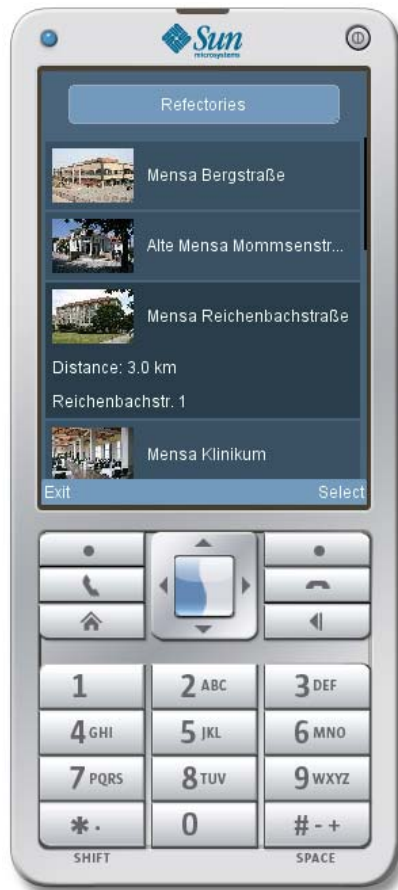 Sun
microsystems
Refectories
Mensa Bergstraße
Alte Mensa Mommsenstr...
Mensa Reichenbachstraße
Distance: 3.0 km
Reichenbachstr. 1
Mensa Klinikum
Exit Select
1 2 ABC 3 DEF
4 GHI 5 JKL 6 MNO
7 PQRS 8 TUV 9 WXYZ
* . 0 # - +
SHIFT SPACE